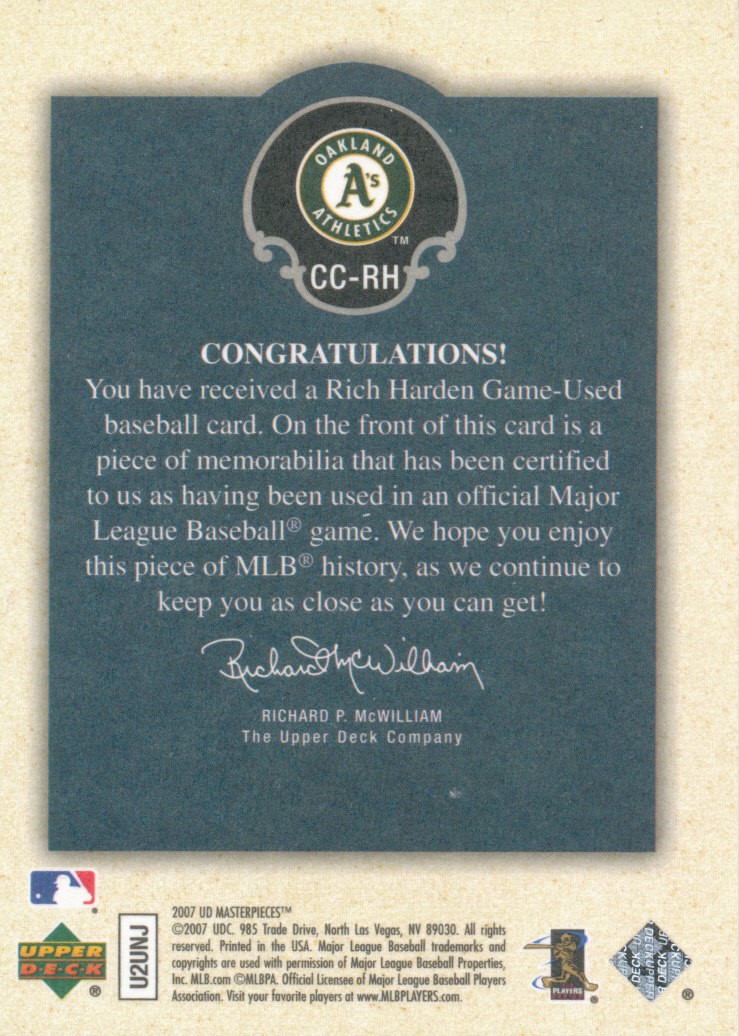 OAKLAND
A's
ATHLETICS
TM
CC-RH
CONGRATULATIONS!
You have received a Rich Harden Game-Used
baseball card. On the front of this card is a
piece of memorabilia that has been certified
to us as having been used in an official Major
League Baseball® game. We hope you enjoy
this piece of MLB® history, as we continue to
keep you as close as you can get!
Richard McWilliam
RICHARD P. McWILLIAM
The Upper Deck Company
®
UPPER
D·E·C·K
®
U2UNJ
2007 UD MASTERPIECES™
©2007 UDC. 985 Trade Drive, North Las Vegas, NV 89030. All rights
reserved. Printed in the USA. Major League Baseball trademarks and
copyrights are used with permission of Major League Baseball Properties,
Inc. MLB.com ©MLBPA. Official Licensee of Major League Baseball Players
Association. Visit your favorite players at www.MLBPLAYERS.com.
PLAYERS
®
®